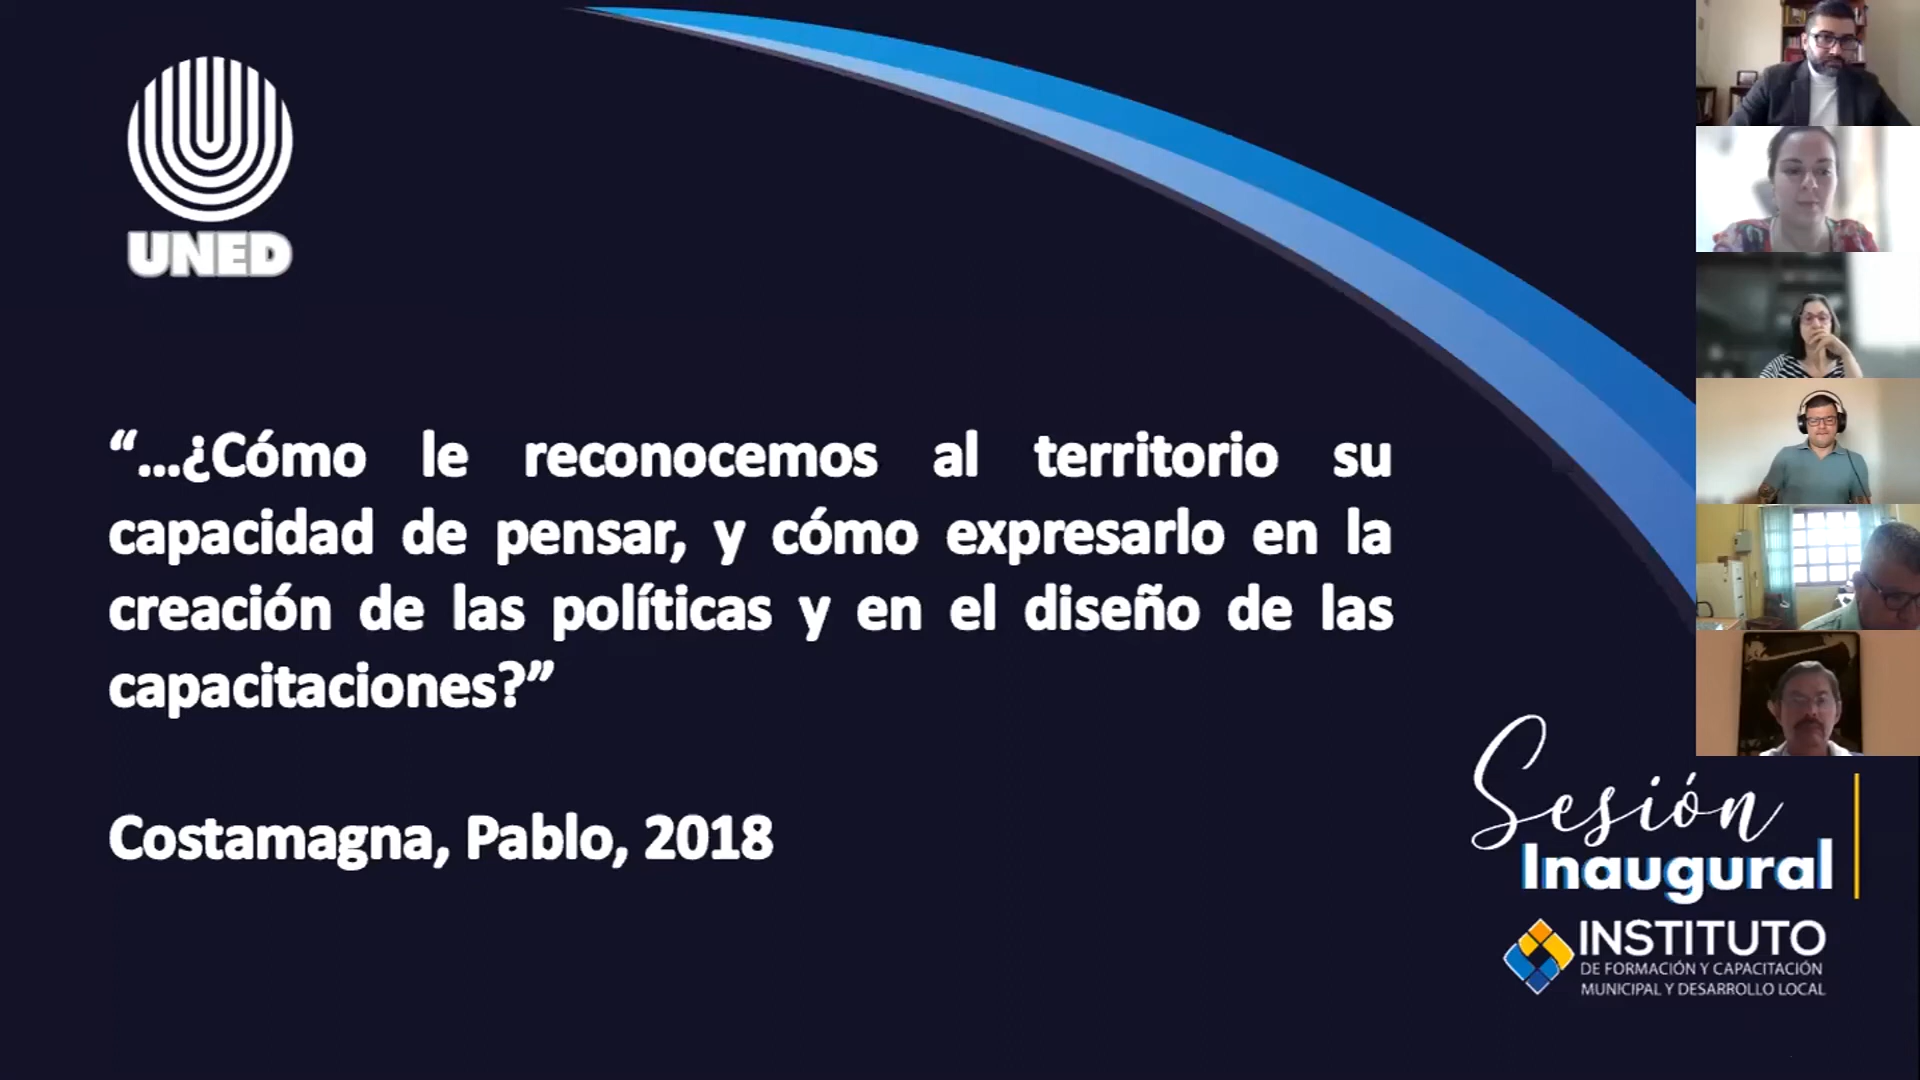 UNED
“...¿Cómo le reconocemos al territorio su
capacidad de pensar, y cómo expresarlo en la
creación de las políticas y en el diseño de las
capacitaciones?”
Costamagna, Pablo, 2018
Sesión
Inaugural
INSTITUTO
DE FORMACIÓN Y CAPACITACIÓN
MUNICIPAL Y DESARROLLO LOCAL